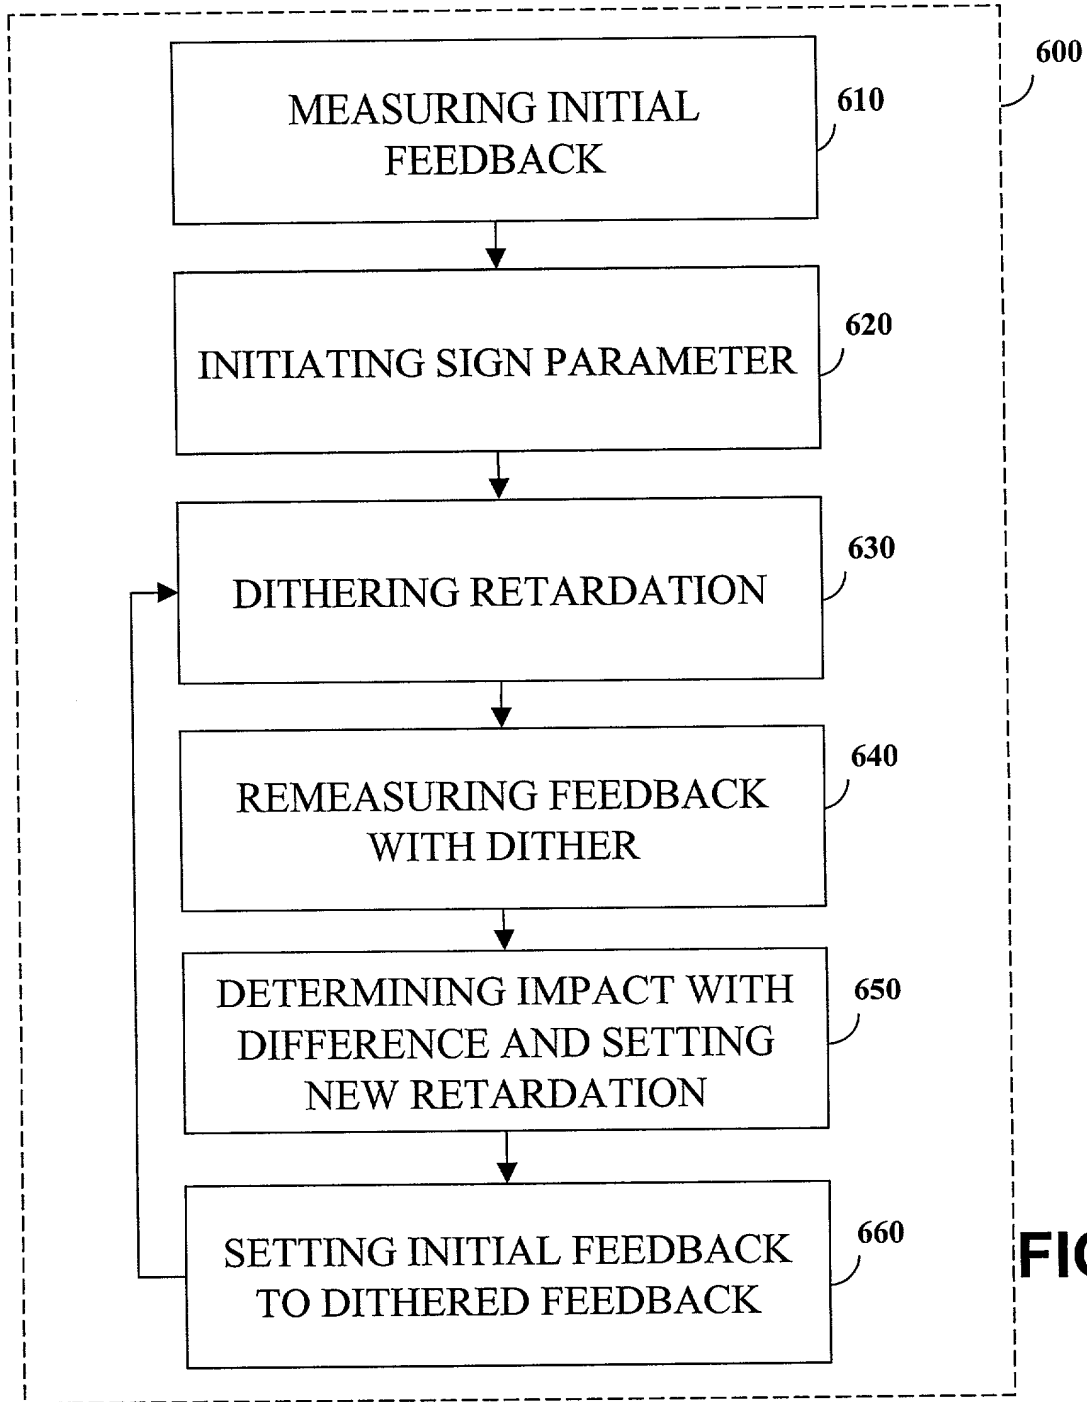 600
MEASURING INITIAL
FEEDBACK
610
INITIATING SIGN PARAMETER
620
DITHERING RETARDATION
630
REMEASURING FEEDBACK
WITH DITHER
640
DETERMINING IMPACT WITH
DIFFERENCE AND SETTING
NEW RETARDATION
650
SETTING INITIAL FEEDBACK
TO DITHERED FEEDBACK
660